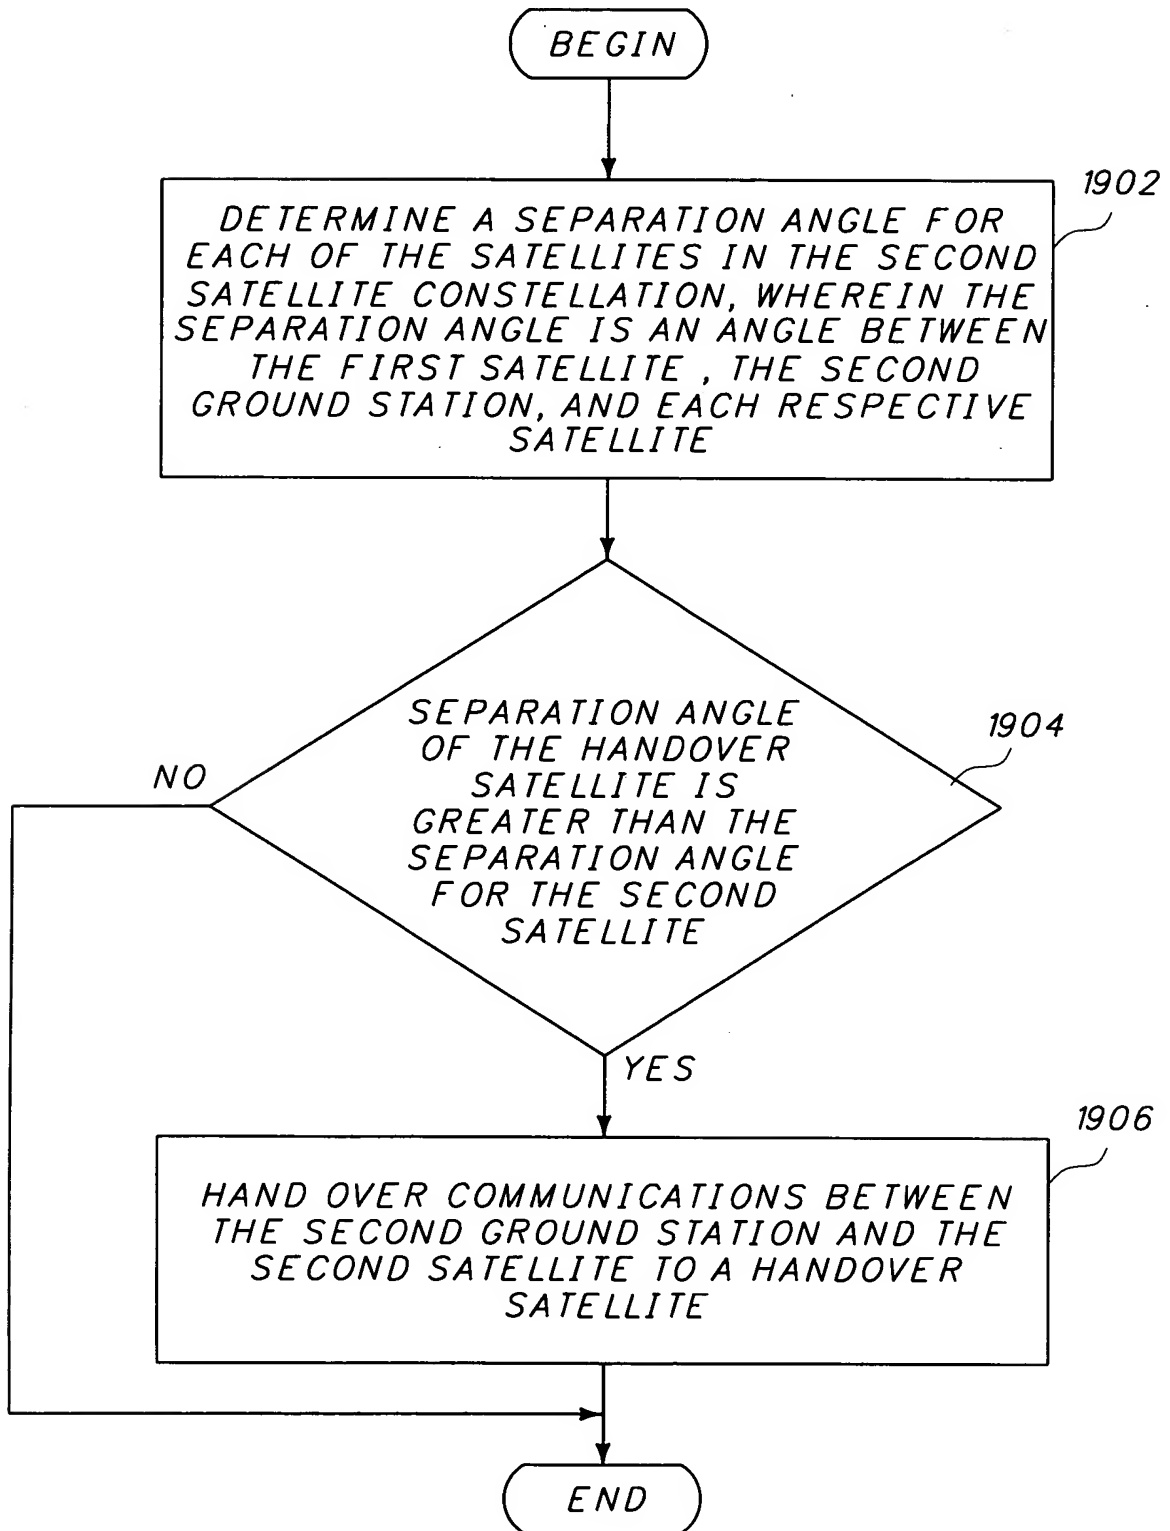 BEGIN
1902
DETERMINE A SEPARATION ANGLE FOR
EACH OF THE SATELLITES IN THE SECOND
SATELLITE CONSTELLATION, WHEREIN THE
SEPARATION ANGLE IS AN ANGLE BETWEEN
THE FIRST SATELLITE , THE SECOND
GROUND STATION, AND EACH RESPECTIVE
SATELLITE
1904
SEPARATION ANGLE
OF THE HANDOVER
SATELLITE IS
GREATER THAN THE
SEPARATION ANGLE
FOR THE SECOND
SATELLITE
NO
YES
1906
HAND OVER COMMUNICATIONS BETWEEN
THE SECOND GROUND STATION AND THE
SECOND SATELLITE TO A HANDOVER
SATELLITE
END